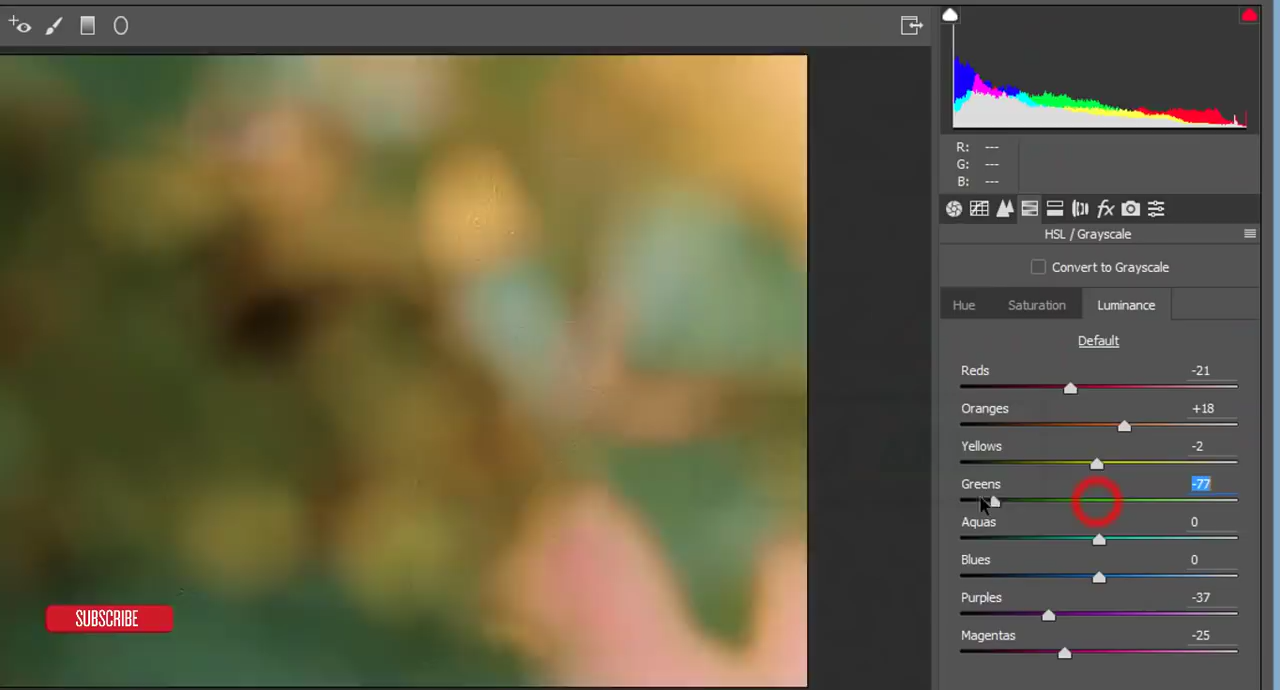 R: ---
G: ---
B: ---
HSL / Grayscale
Convert to Grayscale
Hue Saturation Luminance
Default
Reds -21
Oranges +18
Yellows -2
Greens -77
Aquas 0
Blues 0
Purples -37
Magentas -25
SUBSCRIBE